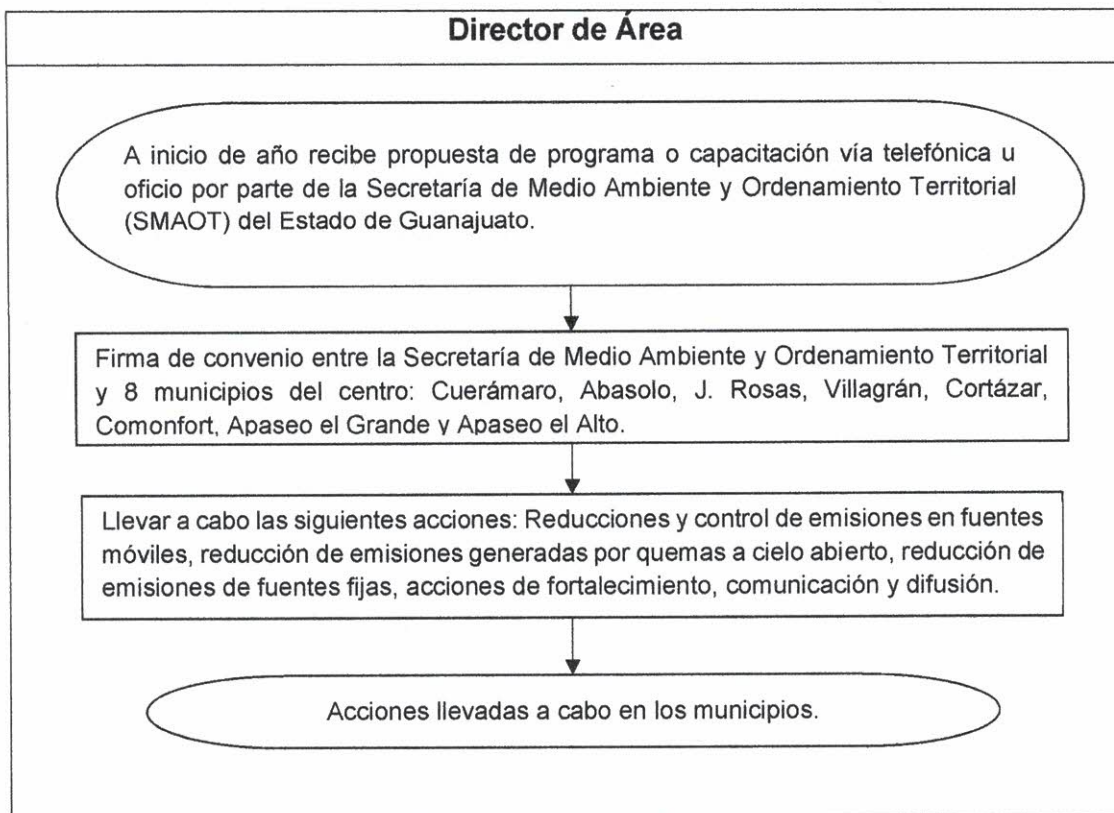 Director de Área
A inicio de año recibe propuesta de programa o capacitación vía telefónica u
oficio por parte de la Secretaría de Medio Ambiente y Ordenamiento Territorial
(SMAOT) del Estado de Guanajuato.
Firma de convenio entre la Secretaría de Medio Ambiente y Ordenamiento Territorial
y 8 municipios del centro: Cuerámaro, Abasolo, J. Rosas, Villagrán, Cortázar,
Comonfort, Apaseo el Grande y Apaseo el Alto.
Llevar a cabo las siguientes acciones: Reducciones y control de emisiones en fuentes
móviles, reducción de emisiones generadas por quemas a cielo abierto, reducción de
emisiones de fuentes fijas, acciones de fortalecimiento, comunicación y difusión.
Acciones llevadas a cabo en los municipios.